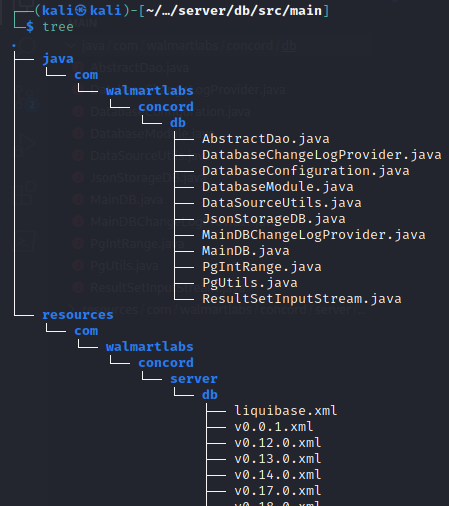 ┌──(kali㉿kali)-[~/…/server/db/src/main]
└─$ tree
.
├── java
│   └── com
│       └── walmartlabs
│           └── concord
│               └── db
│                   ├── AbstractDao.java
│                   ├── DatabaseChangeLogProvider.java
│                   ├── DatabaseConfiguration.java
│                   ├── DatabaseModule.java
│                   ├── DataSourceUtils.java
│                   ├── JsonStorageDB.java
│                   ├── MainDBChangeLogProvider.java
│                   ├── MainDB.java
│                   ├── PgIntRange.java
│                   ├── PgUtils.java
│                   └── ResultSetInputStream.java
└── resources
    └── com
        └── walmartlabs
            └── concord
                └── server
                    └── db
                        ├── liquibase.xml
                        ├── v0.0.1.xml
                        ├── v0.12.0.xml
                        ├── v0.13.0.xml
                        ├── v0.14.0.xml
                        ├── v0.17.0.xml
                        ├── v0.18.0.xml